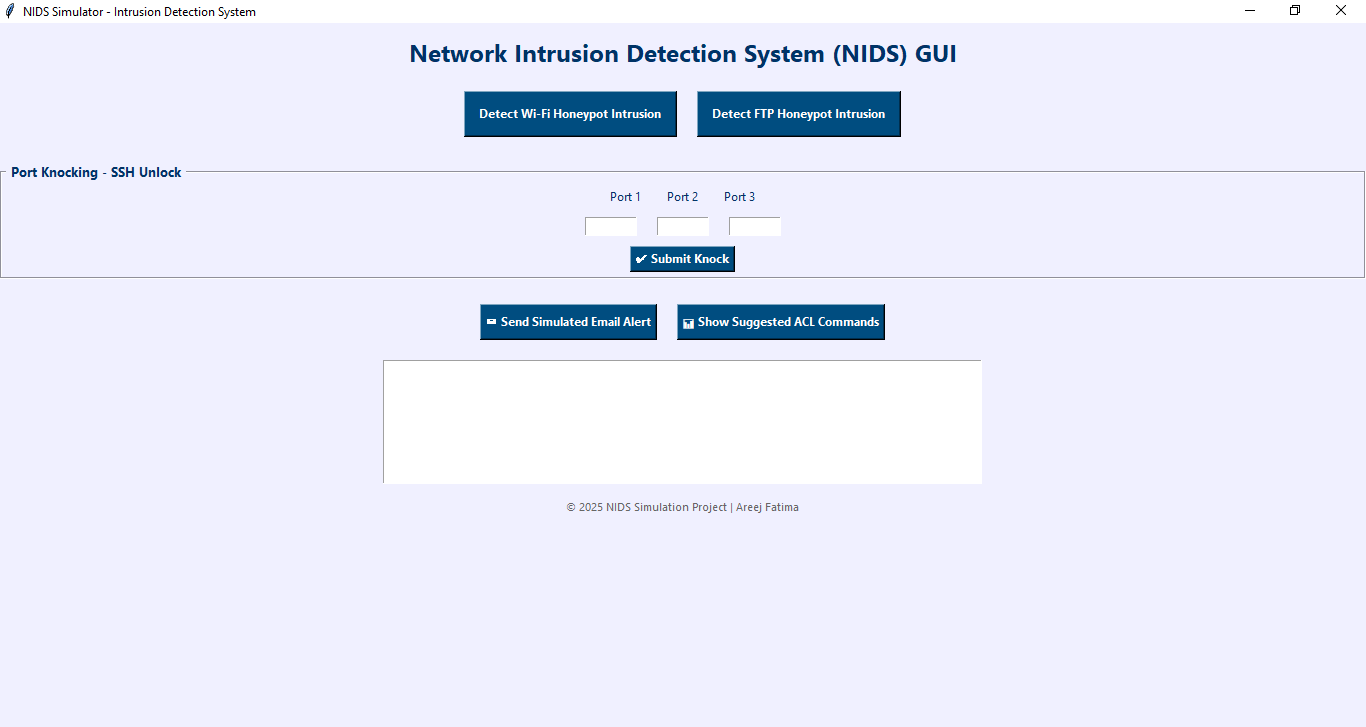 NIDS Simulator - Intrusion Detection System
Network Intrusion Detection System (NIDS) GUI
Detect Wi-Fi Honeypot Intrusion Detect FTP Honeypot Intrusion
Port Knocking - SSH Unlock
Port 1 Port 2 Port 3
✔ Submit Knock
Send Simulated Email Alert Show Suggested ACL Commands
© 2025 NIDS Simulation Project | Areej Fatima